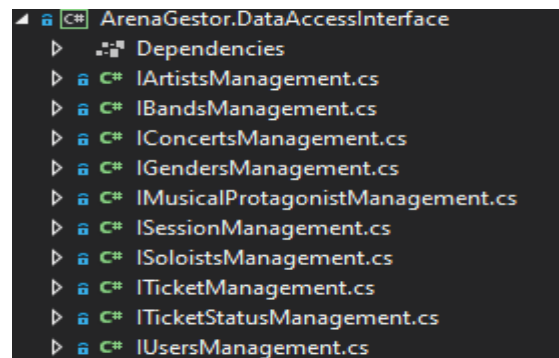 C# ArenaGestor.DataAccessInterface
Dependencies
C# IArtistsManagement.cs
C# IBandsManagement.cs
C# IConcertsManagement.cs
C# IGendersManagement.cs
C# IMusicalProtagonistManagement.cs
C# ISessionManagement.cs
C# ISoloistsManagement.cs
C# ITicketManagement.cs
C# ITicketStatusManagement.cs
C# IUsersManagement.cs